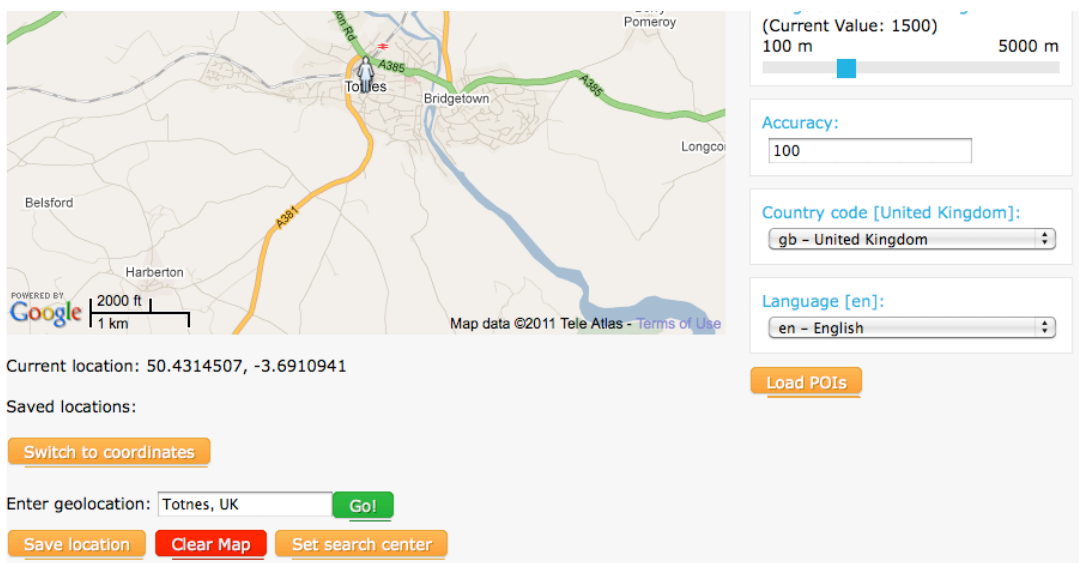 Pomeroy
Rd
A385
Totnes
Bridgetown
A385
Longco
Belsford
A381
Harberton
POWERED BY
Google
2000 ft
1 km
Map data ©2011 Tele Atlas - Terms of Use
Current location: 50.4314507, -3.6910941
Saved locations:
Switch to coordinates
Enter geolocation: Totnes, UK Go!
Save location Clear Map Set search center
(Current Value: 1500)
100 m 5000 m
Accuracy:
100
Country code [United Kingdom]:
gb – United Kingdom
Language [en]:
en – English
Load POIs